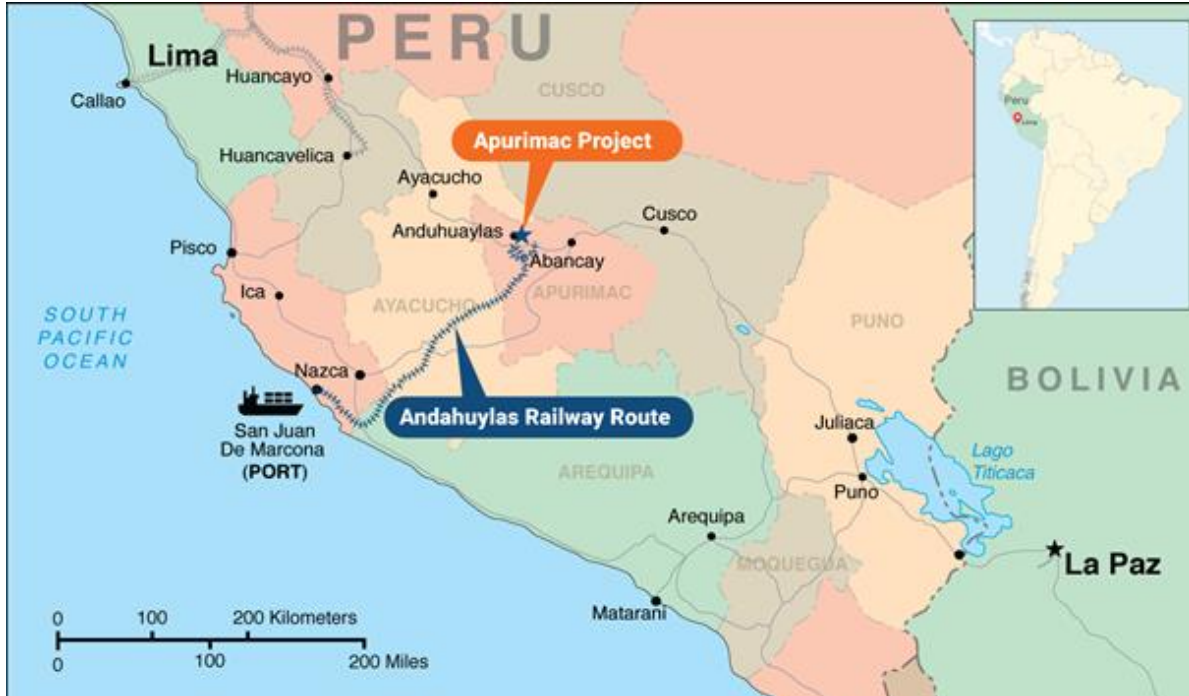 PERU
Lima
Huancayo
Callao
CUSCO
Peru
Lima
Apurimac Project
Huancavelica
Ayacucho
Cusco
Anduhuaylas
Pisco
Abancay
Ica
AYACUCHO
APURIMAC
SOUTH
PACIFIC
OCEAN
PUNO
Nazca
BOLIVIA
Andahuylas Railway Route
San Juan
De Marcona
(PORT)
Juliaca
Lago
Titicaca
AREQUIPA
Puno
Arequipa
MOQUEGUA
La Paz
Matarani
0 100 200 Kilometers
0 100 200 Miles